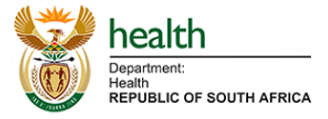 health
Department:
Health
REPUBLIC OF SOUTH AFRICA